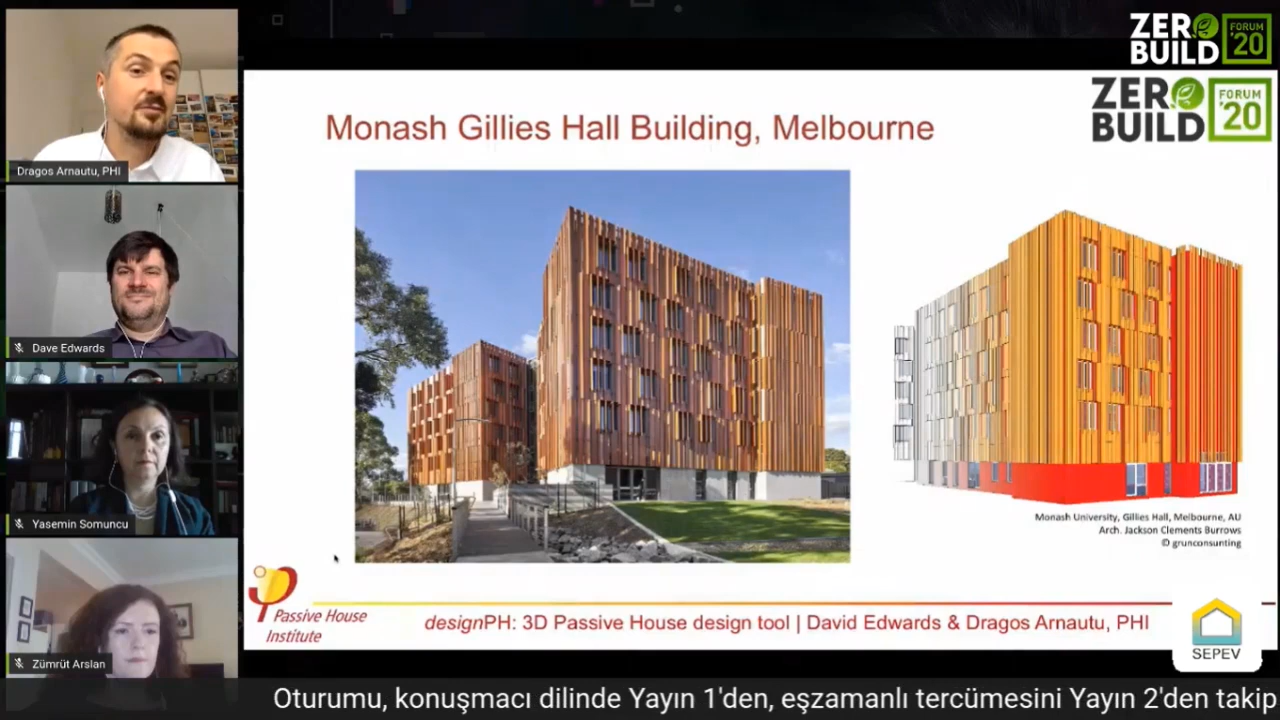 ZERO
BUILD
FORUM
'20
ZERO
BUILD
FORUM
'20
Monash Gillies Hall Building, Melbourne
Dragos Arnautu, PHI
Dave Edwards
Yasemin Somuncu
Zümrüt Arslan
Monash University, Gillies Hall, Melbourne, AU
Arch. Jackson Clements Burrows
© grunconsunting
Passive House
Institute
designPH: 3D Passive House design tool | David Edwards & Dragos Arnautu, PHI
SEPEV
Oturumu, konuşmacı dilinde Yayın 1'den, eşzamanlı tercümesini Yayın 2'den takip